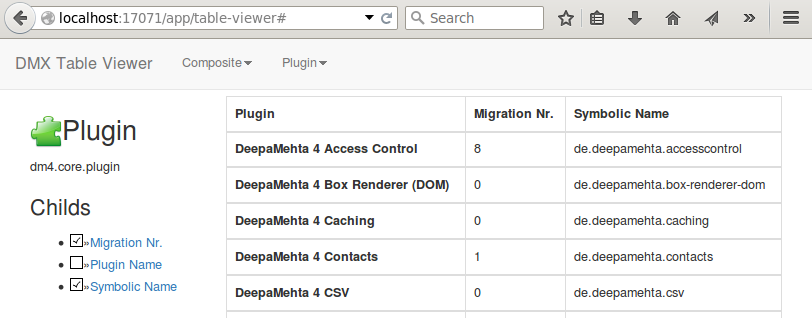 localhost:17071/app/table-viewer#
Search
DMX Table Viewer Composite Plugin
Plugin
dm4.core.plugin
Childs
»Migration Nr.
»Plugin Name
»Symbolic Name
Plugin Migration Nr. Symbolic Name
DeepaMehta 4 Access Control 8 de.deepamehta.accesscontrol
DeepaMehta 4 Box Renderer (DOM) 0 de.deepamehta.box-renderer-dom
DeepaMehta 4 Caching 0 de.deepamehta.caching
DeepaMehta 4 Contacts 1 de.deepamehta.contacts
DeepaMehta 4 CSV 0 de.deepamehta.csv